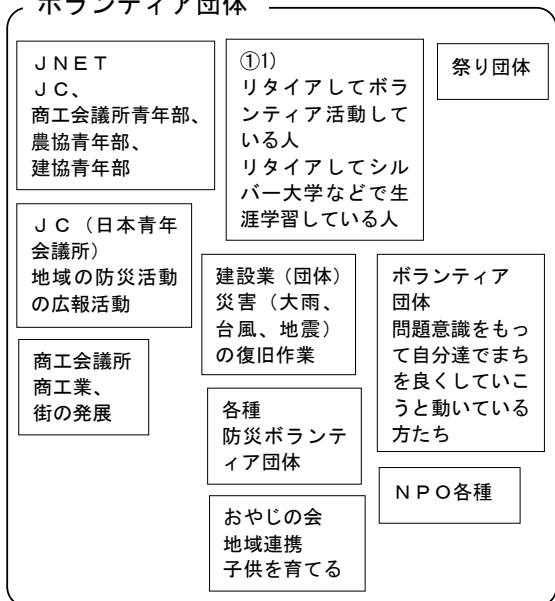 ボランティア団体
ＪＮＥＴ
ＪＣ、
商工会議所青年部、
農協青年部、
建協青年部
①1)
リタイアしてボラ
ンティア活動して
いる人
リタイアしてシル
バー大学などで生
涯学習している人
祭り団体
ＪＣ（日本青年
会議所）
地域の防災活動
の広報活動
建設業（団体）
災害（大雨、
台風、地震）
の復旧作業
ボランティア
団体
問題意識をもっ
て自分達でまち
を良くしていこ
うと動いている
方たち
商工会議所
商工業、
街の発展
各種
防災ボランテ
ィア団体
ＮＰＯ各種
おやじの会
地域連携
子供を育てる